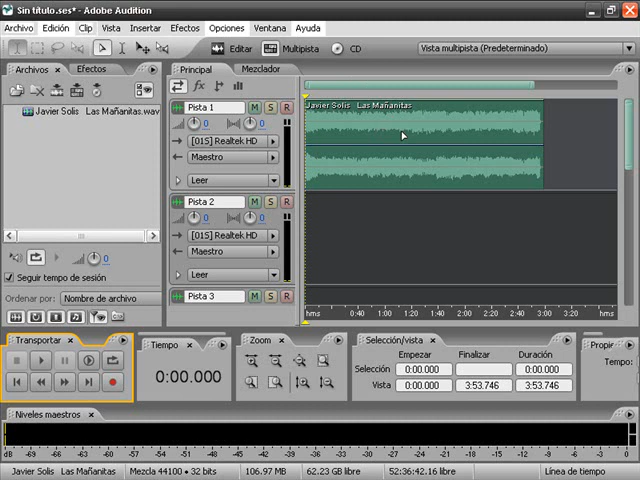 Sin título.ses* - Adobe Audition
Archivo Edición Clip Vista Insertar Efectos Opciones Ventana Ayuda
Editar Multipista CD Vista multipista (Predeterminado)
Archivos Efectos
Principal Mezclador
Javier Solis Las Mañanitas.wav
Pista 1 M S R
0 0
[01S] Realtek HD
Maestro
Leer
Javier Solis Las Mañanitas
Pista 2 M S R
0 0
[01S] Realtek HD
Maestro
Leer
Pista 3 M S R
0
Seguir tiempo de sesión
Ordenar por: Nombre de archivo
hms 0:40 1:00 1:20 1:40 2:00 2:20 2:40 3:00 3:20 hms
Transportar
Tiempo
0:00.000
Zoom
Selección/vista
Empezar Finalizar Duración
Selección 0:00.000 0:00.000
Vista 0:00.000 3:53.746 3:53.746
Tiempo:
Niveles maestros
dB -69 -63 -60 -57 -54 -51 -48 -45 -42 -39 -36 -33 -30 -27 -24 -21 -18 -15 -12 -9 -6 -3 0
Javier Solis Las Mañanitas Mezcla 44100 • 32 bits 106.97 MB 62.23 GB libre 52:36:42.16 libre Línea de tiempo